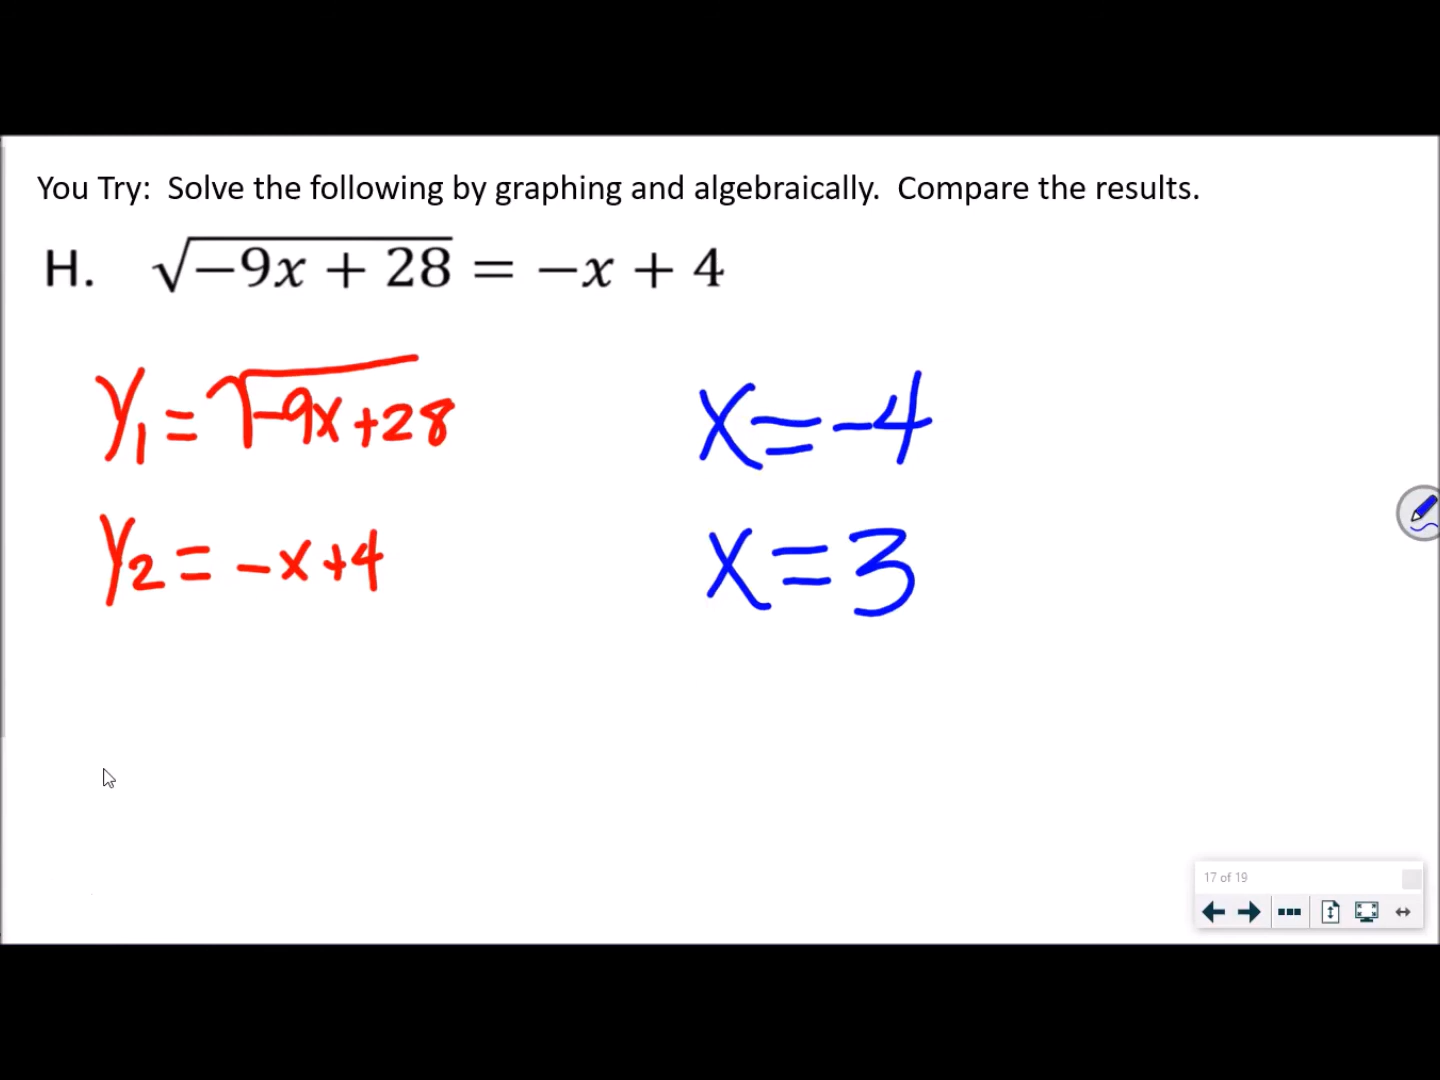 You Try: Solve the following by graphing and algebraically. Compare the results.
H. √(−9x + 28) = −x + 4
y₁ = √(-9x+28)
x = -4
y₂ = -x+4
x = 3
17 of 19